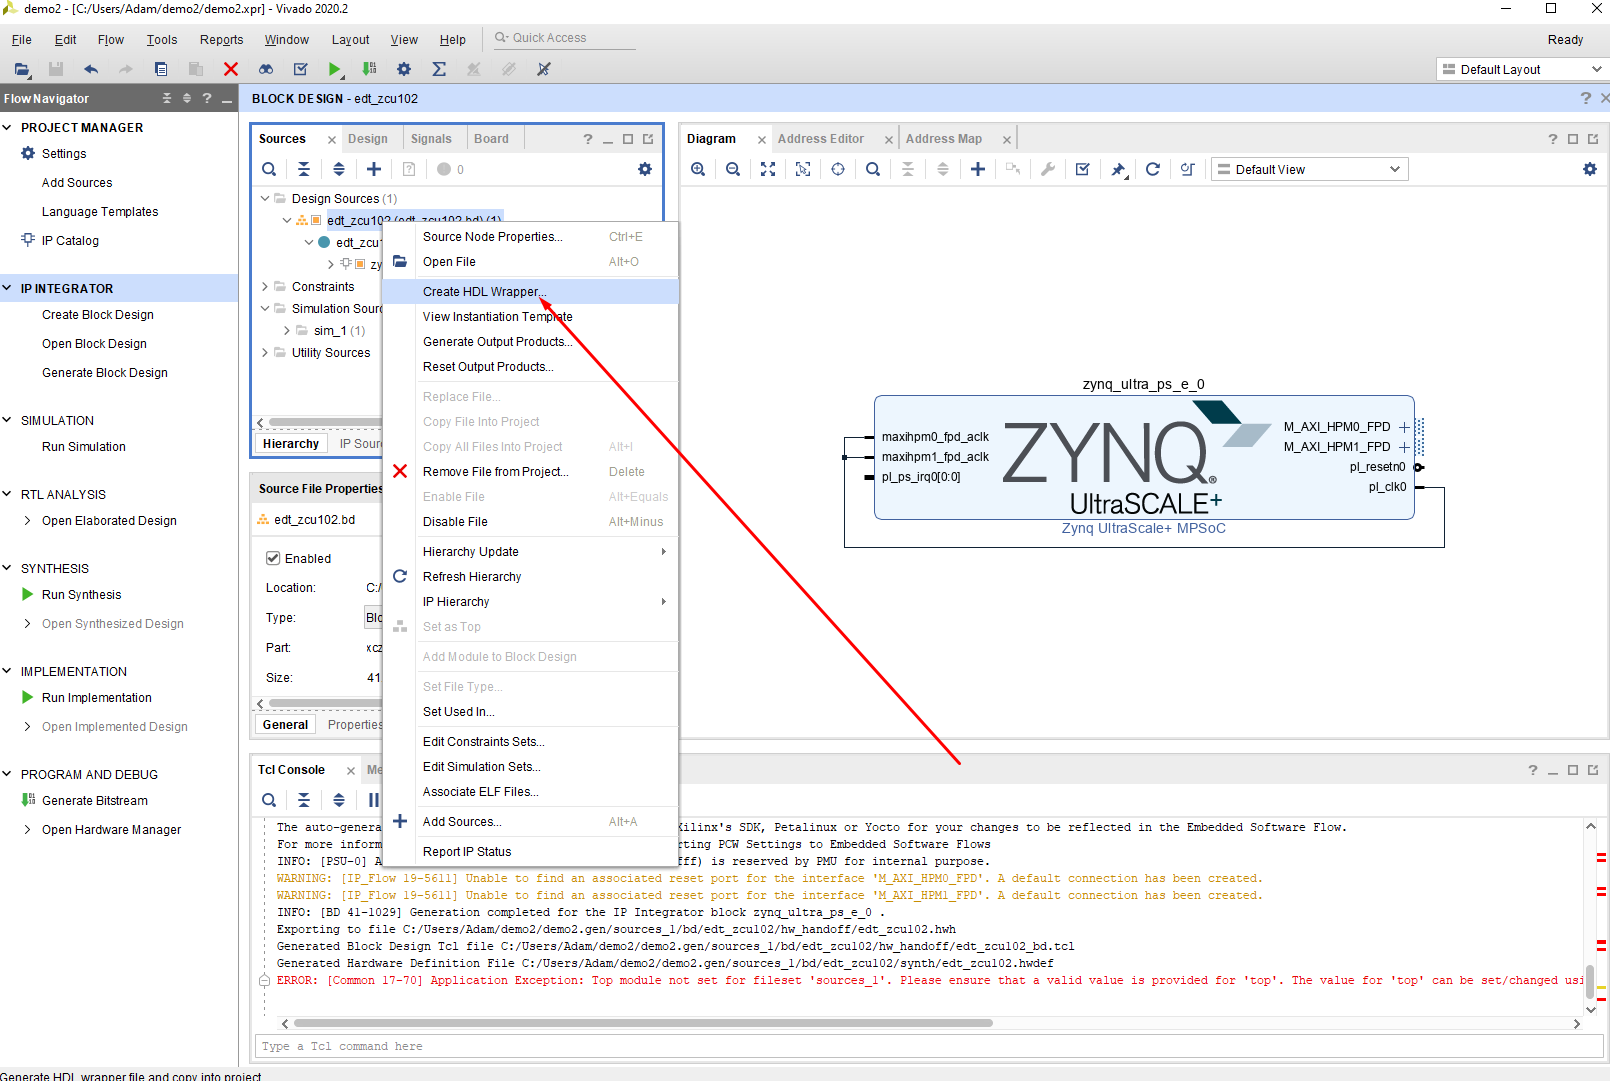 demo2 - [C:/Users/Adam/demo2/demo2.xpr] - Vivado 2020.2
File Edit Flow Tools Reports Window Layout View Help Quick Access Ready
Default Layout
Flow Navigator ? _
BLOCK DESIGN - edt_zcu102
PROJECT MANAGER
Settings
Add Sources
Language Templates
IP Catalog
IP INTEGRATOR
Create Block Design
Open Block Design
Generate Block Design
SIMULATION
Run Simulation
RTL ANALYSIS
Open Elaborated Design
SYNTHESIS
Run Synthesis
Open Synthesized Design
IMPLEMENTATION
Run Implementation
Open Implemented Design
PROGRAM AND DEBUG
Generate Bitstream
Open Hardware Manager
Sources Design Signals Board
0
Design Sources (1)
edt_zcu102 (edt_zcu102.bd) (1)
edt_zcu
zy
Constraints
Simulation Sour
sim_1 (1)
Utility Sources
Hierarchy IP Sour
Source File Properties
edt_zcu102.bd
Enabled
Location: C:/
Type: Blo
Part: xcz
Size: 41
General Properties
Source Node Properties... Ctrl+E
Open File Alt+O
Create HDL Wrapper...
View Instantiation Template
Generate Output Products...
Reset Output Products...
Replace File...
Copy File Into Project
Copy All Files Into Project Alt+I
Remove File from Project... Delete
Enable File Alt+Equals
Disable File Alt+Minus
Hierarchy Update
Refresh Hierarchy
IP Hierarchy
Set as Top
Add Module to Block Design
Set File Type...
Set Used In...
Edit Constraints Sets...
Edit Simulation Sets...
Associate ELF Files...
Add Sources... Alt+A
Report IP Status
Diagram Address Editor Address Map
Default View
zynq_ultra_ps_e_0
maxihpm0_fpd_aclk
maxihpm1_fpd_aclk
pl_ps_irq0[0:0]
ZYNQ
UltraSCALE+
M_AXI_HPM0_FPD
M_AXI_HPM1_FPD
pl_resetn0
pl_clk0
Zynq UltraScale+ MPSoC
Tcl Console Me
The auto-genera Xilinx's SDK, Petalinux or Yocto for your changes to be reflected in the Embedded Software Flow.
For more inform rting PCW Settings to Embedded Software Flows
INFO: [PSU-0] A fff) is reserved by PMU for internal purpose.
WARNING: [IP_Flow 19-5611] Unable to find an associated reset port for the interface 'M_AXI_HPM0_FPD'. A default connection has been created.
WARNING: [IP_Flow 19-5611] Unable to find an associated reset port for the interface 'M_AXI_HPM1_FPD'. A default connection has been created.
INFO: [BD 41-1029] Generation completed for the IP Integrator block zynq_ultra_ps_e_0 .
Exporting to file C:/Users/Adam/demo2/demo2.gen/sources_1/bd/edt_zcu102/hw_handoff/edt_zcu102.hwh
Generated Block Design Tcl file C:/Users/Adam/demo2/demo2.gen/sources_1/bd/edt_zcu102/hw_handoff/edt_zcu102_bd.tcl
Generated Hardware Definition File C:/Users/Adam/demo2/demo2.gen/sources_1/bd/edt_zcu102/synth/edt_zcu102.hwdef
ERROR: [Common 17-70] Application Exception: Top module not set for fileset 'sources_1'. Please ensure that a valid value is provided for 'top'. The value for 'top' can be set/changed usi
Type a Tcl command here
Generate HDL wrapper file and copy into project